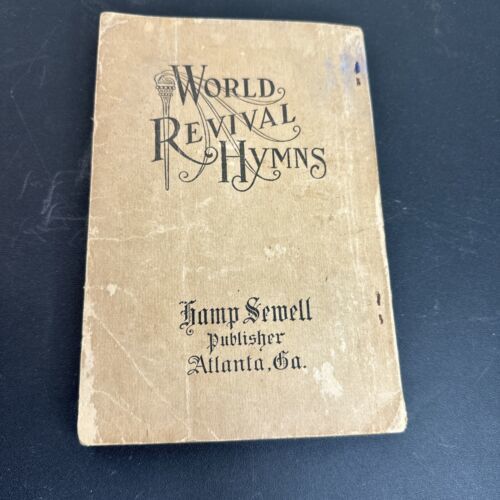 World
Revival
Hymns
Hamp Sewell
Publisher
Atlanta, Ga.